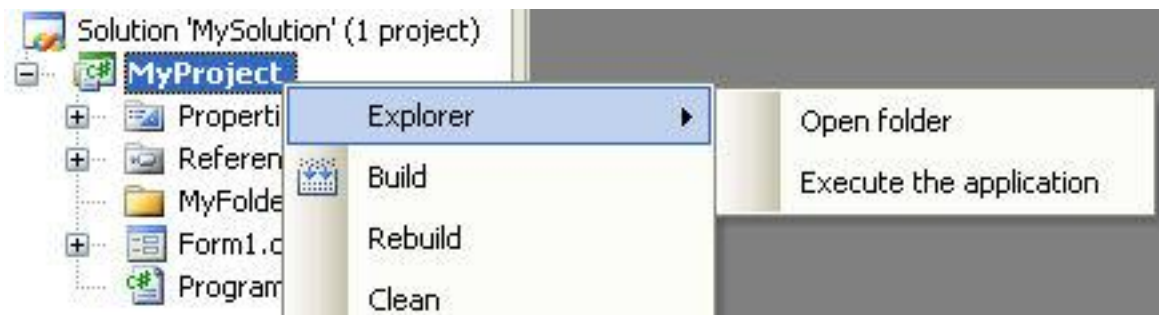 Solution 'MySolution' (1 project)
MyProject
Properti
Explorer
Open folder
Referen
Build
Execute the application
MyFolde
Form1.c
Rebuild
Program
Clean